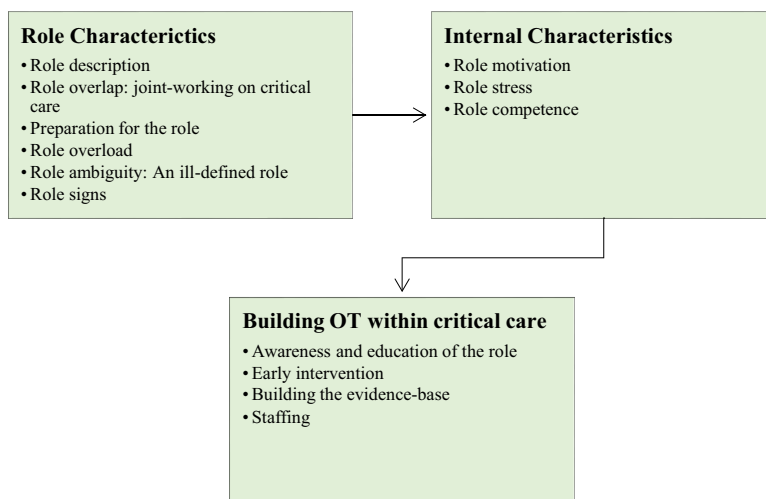 Role Characterictics
• Role description
• Role overlap: joint-working on critical
care
• Preparation for the role
• Role overload
• Role ambiguity: An ill-defined role
• Role signs
Internal Characteristics
• Role motivation
• Role stress
• Role competence
Building OT within critical care
• Awareness and education of the role
• Early intervention
• Building the evidence-base
• Staffing